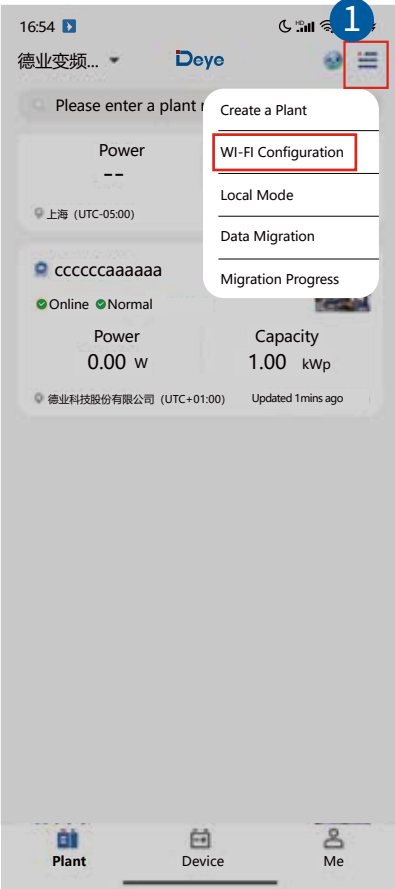 16:54
1
德业变频...
Deye
Please enter a plant
Create a Plant
WI-FI Configuration
Local Mode
Data Migration
Migration Progress
Power
--
上海 (UTC-05:00)
ccccccaaaaaa
Online Normal
Power
0.00 W
Capacity
1.00 kWp
德业科技股份有限公司 (UTC+01:00) Updated 1mins ago
Plant
Device
Me